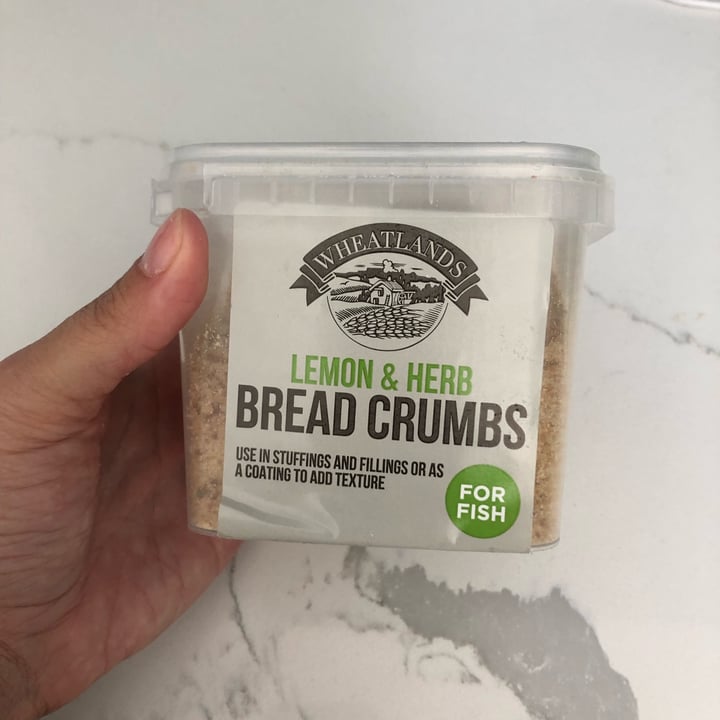 WHEATLANDS
LEMON & HERB
BREAD CRUMBS
USE IN STUFFINGS AND FILLINGS OR AS
A COATING TO ADD TEXTURE
FOR
FISH